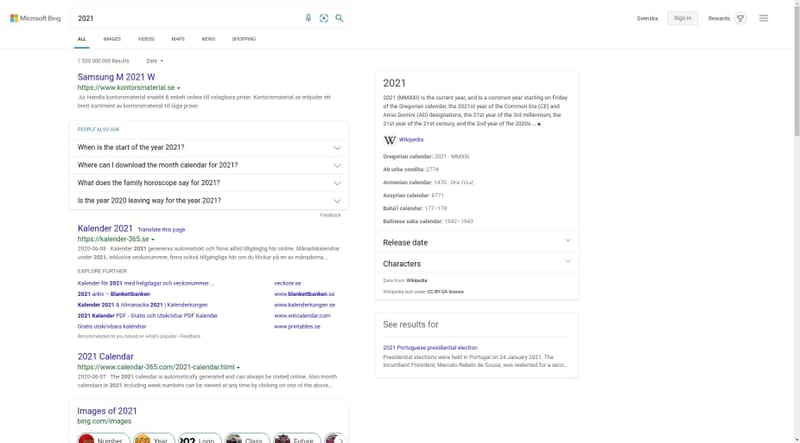 Microsoft Bing
2021
Svenska
Sign in
Rewards
ALL
IMAGES
VIDEOS
MAPS
NEWS
SHOPPING
1 520 000 000 Results
Date
Samsung M 2021 W
https://www.kontorsmaterial.se
Ad Handla kontorsmaterial snabbt & enkelt online till oslagbara priser. Kontorsmaterial.se erbjuder ett
brett sortiment av kontorsmaterial till låga priser.
PEOPLE ALSO ASK
When is the start of the year 2021?
Where can I download the month calendar for 2021?
What does the family horoscope say for 2021?
Is the year 2020 leaving way for the year 2021?
Feedback
Kalender 2021 Translate this page
https://kalender-365.se
2020-06-08 · Kalender 2021 genereras automatiskt och finns alltid tillgänglig här online. Månadskalendrar
under 2021, inklusive veckonummer, finns också tillgängliga här om du klickar på en av månaderna...
EXPLORE FURTHER
Kalender för 2021 med helgdagar och veckonummer ... veckonr.se
2021-arkiv – Blankettbanken www.blankettbanken.se
Kalender 2021 & Almanacka 2021 | Kalenderkungen www.kalenderkungen.se
2021 Kalender PDF - Gratis och Utskrivbar PDF Kalender www.wincalendar.com
Gratis utskrivbara kalendrar www.printables.se
Recommended to you based on what's popular • Feedback
2021 Calendar
https://www.calendar-365.com/2021-calendar.html
2020-06-07 · The 2021 calendar is automatically generated and can always be visited online. Also month
calendars in 2021 including week numbers can be viewed at any time by clicking on one of the above...
Images of 2021
bing.com/images
Number
Year
Logo
Class
Future
2021
2021 (MMXXI) is the current year, and is a common year starting on Friday
of the Gregorian calendar, the 2021st year of the Common Era (CE) and
Anno Domini (AD) designations, the 21st year of the 3rd millennium, the
21st year of the 21st century, and the 2nd year of the 2020s ...
W Wikipedia
Gregorian calendar: 2021 · MMXXI
Ab urbe condita: 2774
Armenian calendar: 1470 ·
Assyrian calendar: 6771
Bahá'í calendar: 177–178
Balinese saka calendar: 1942–1943
Release date
Characters
Data from: Wikipedia
Wikipedia text under CC-BY-SA license
See results for
2021 Portuguese presidential election
Presidential elections were held in Portugal on 24 January 2021. The
incumbent President, Marcelo Rebelo de Sousa, was reelected for a seco...